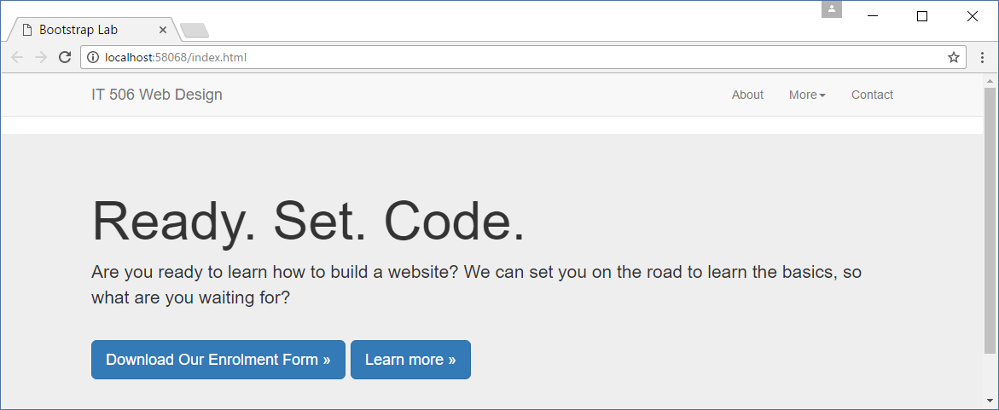 Bootstrap Lab
localhost:58068/index.html
IT 506 Web Design About More Contact
Ready. Set. Code.
Are you ready to learn how to build a website? We can set you on the road to learn the basics, so
what are you waiting for?
Download Our Enrolment Form » Learn more »